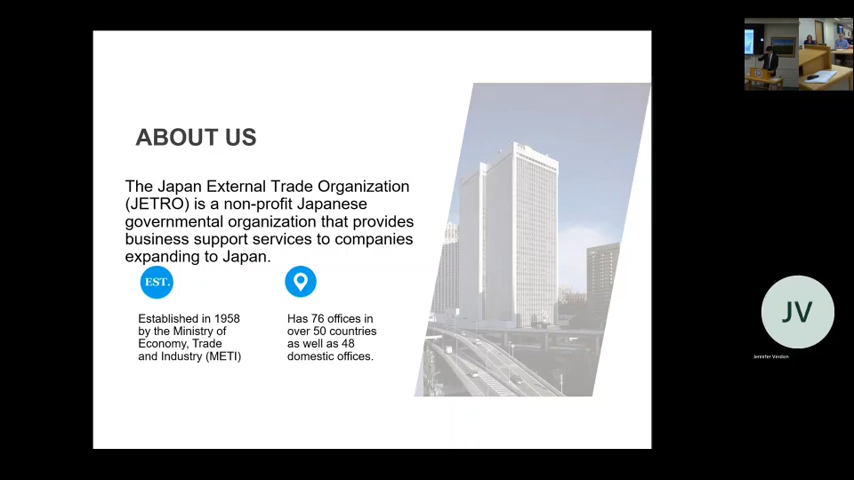 ABOUT US
The Japan External Trade Organization
(JETRO) is a non-profit Japanese
governmental organization that provides
business support services to companies
expanding to Japan.
EST.
Established in 1958
by the Ministry of
Economy, Trade
and Industry (METI)
Has 76 offices in
over 50 countries
as well as 48
domestic offices.
JV
Jennifer Verdon